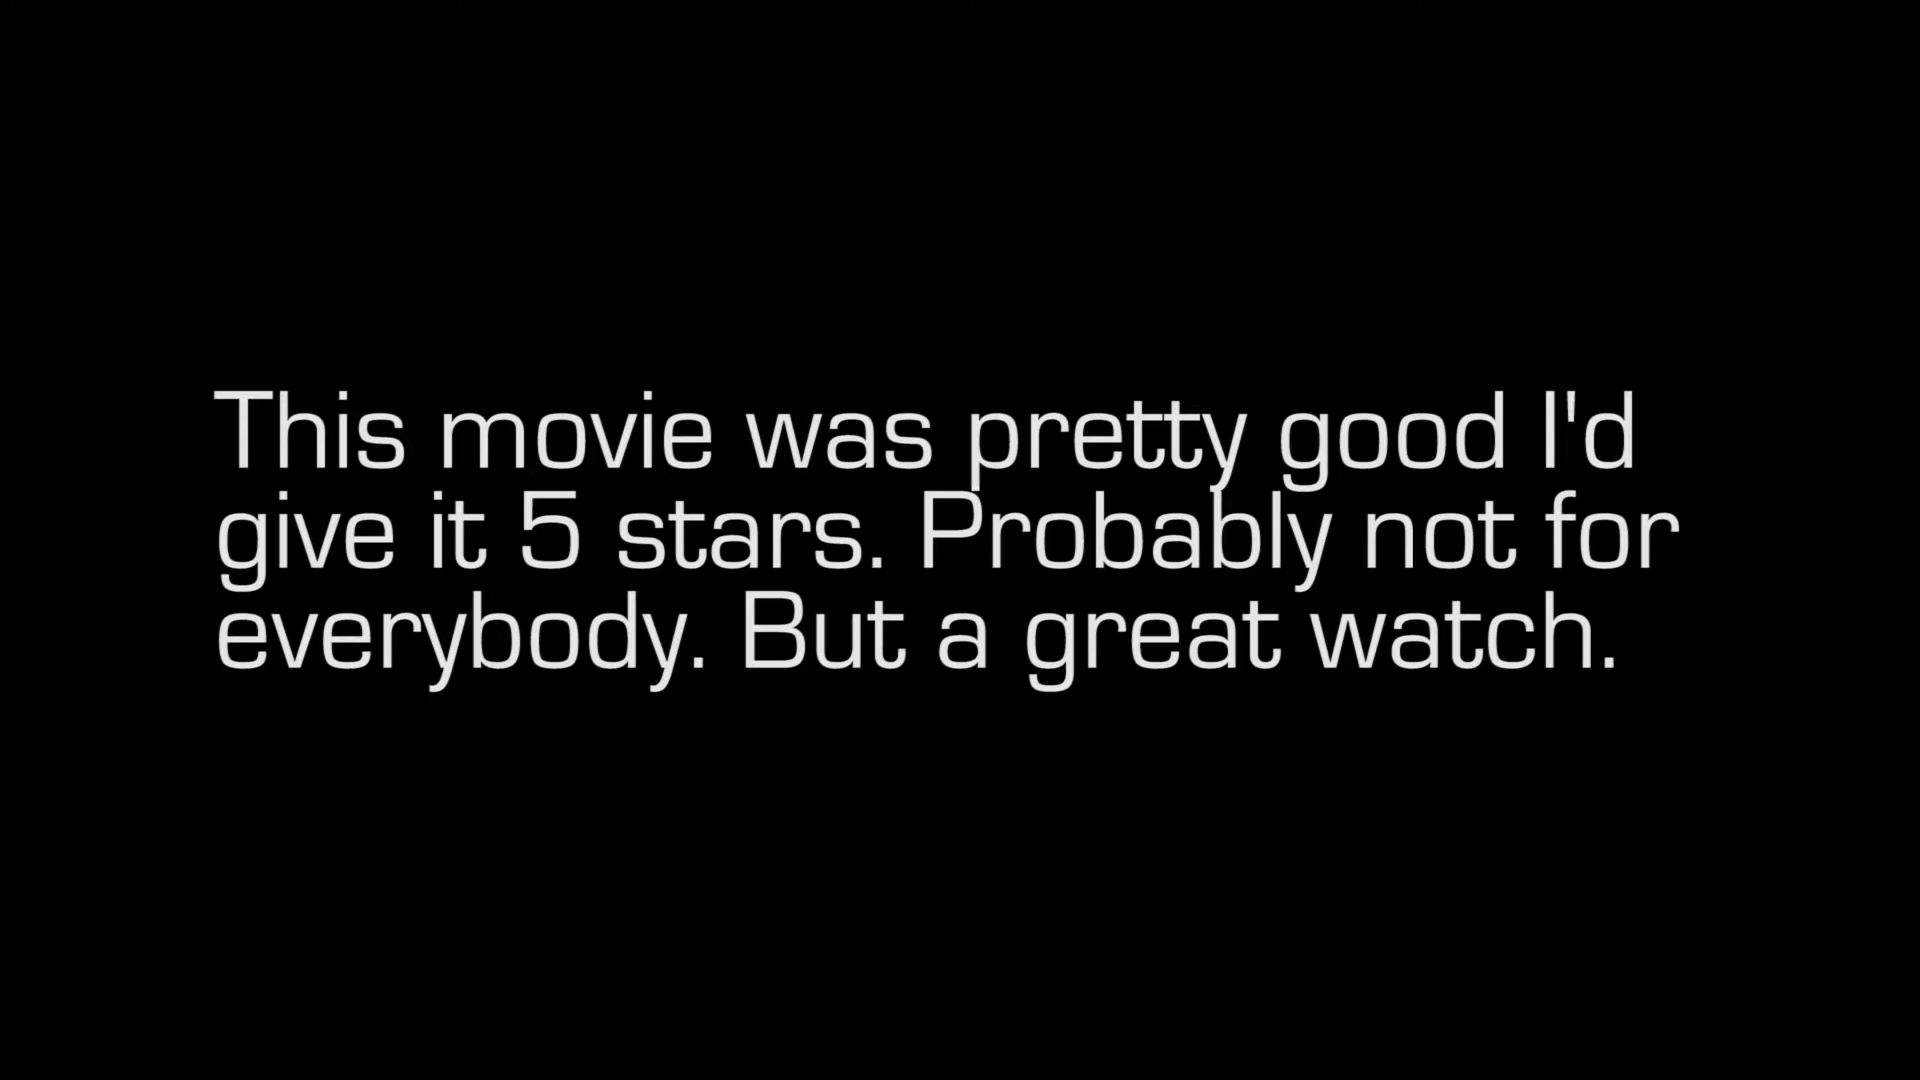 This movie was pretty good I'd
give it 5 stars. Probably not for
everybody. But a great watch.